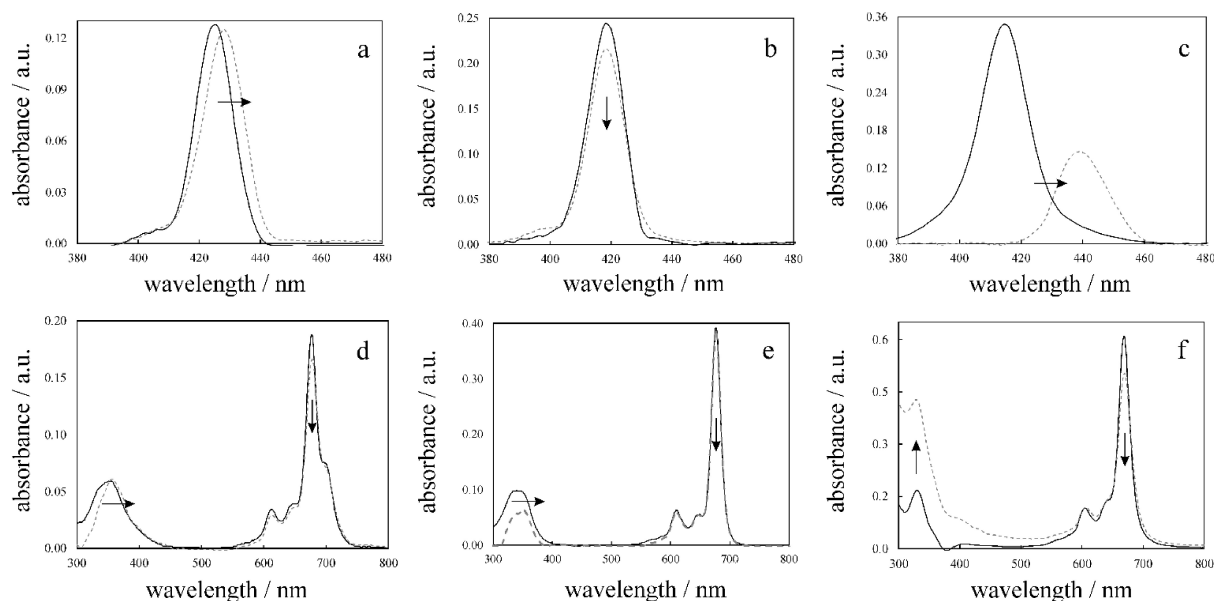 a
absorbance / a.u.
0.12
0.09
0.06
0.03
0.00
380 400 420 440 460 480
wavelength / nm
b
absorbance / a.u.
0.25
0.20
0.15
0.10
0.05
0.00
380 400 420 440 460 480
wavelength / nm
c
absorbance / a.u.
0.36
0.30
0.24
0.18
0.12
0.06
0.00
380 400 420 440 460 480
wavelength / nm
d
absorbance / a.u.
0.20
0.15
0.10
0.05
0.00
300 400 500 600 700 800
wavelength / nm
e
absorbance / a.u.
0.40
0.30
0.20
0.10
0.00
300 400 500 600 700 800
wavelength / nm
f
absorbance / a.u.
0.6
0.5
0.3
0.2
0.0
300 400 500 600 700 800
wavelength / nm